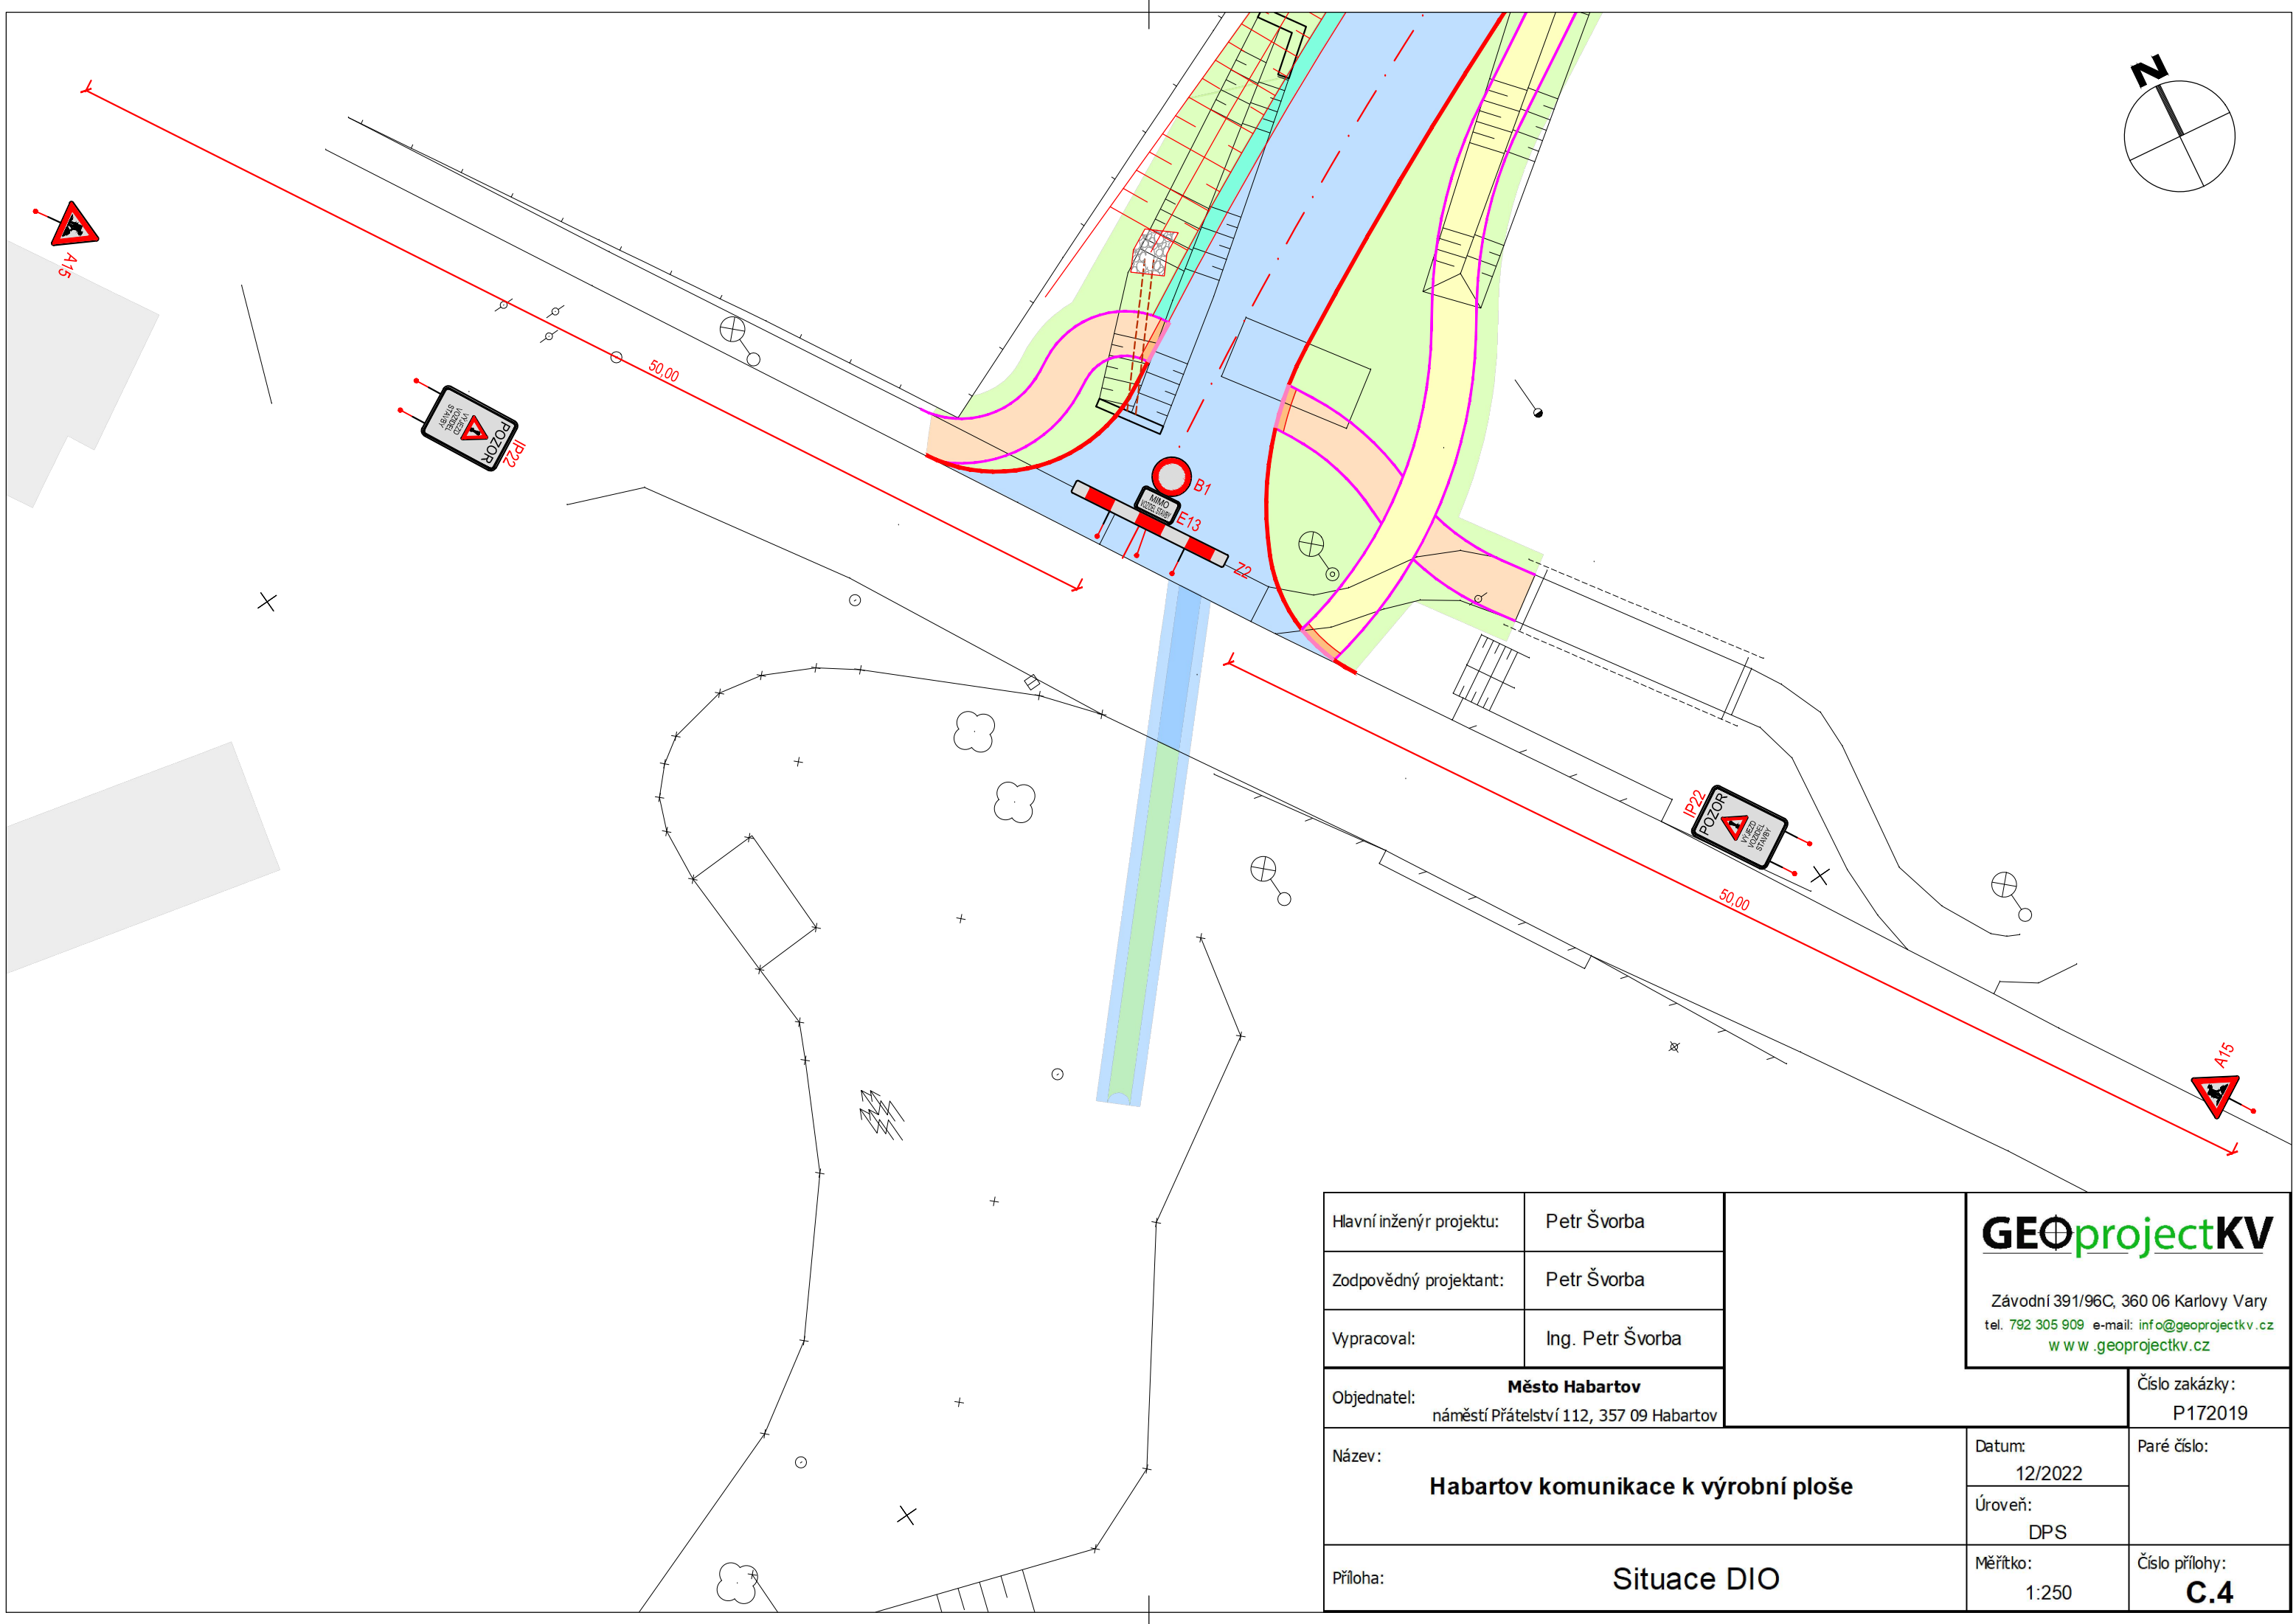 N
A15
50,00
POZOR
VÝJEZD
VOZIDEL
STAVBY
IP22
B1
MIMO
VOZIDEL STAVBY
E13
Z2
IP22
POZOR
VÝJEZD
VOZIDEL
STAVBY
50,00
A15
Hlavní inženýr projektu: Petr Švorba
Zodpovědný projektant: Petr Švorba
Vypracoval: Ing. Petr Švorba
GEOprojectKV
Závodní 391/96C, 360 06 Karlovy Vary
tel. 792 305 909 e-mail: info@geoprojectkv.cz
www.geoprojectkv.cz
Objednatel: Město Habartov
náměstí Přátelství 112, 357 09 Habartov
Číslo zakázky:
P172019
Název:
Habartov komunikace k výrobní ploše
Datum:
12/2022
Paré číslo:
Úroveň:
DPS
Příloha: Situace DIO
Měřítko:
1:250
Číslo přílohy:
C.4